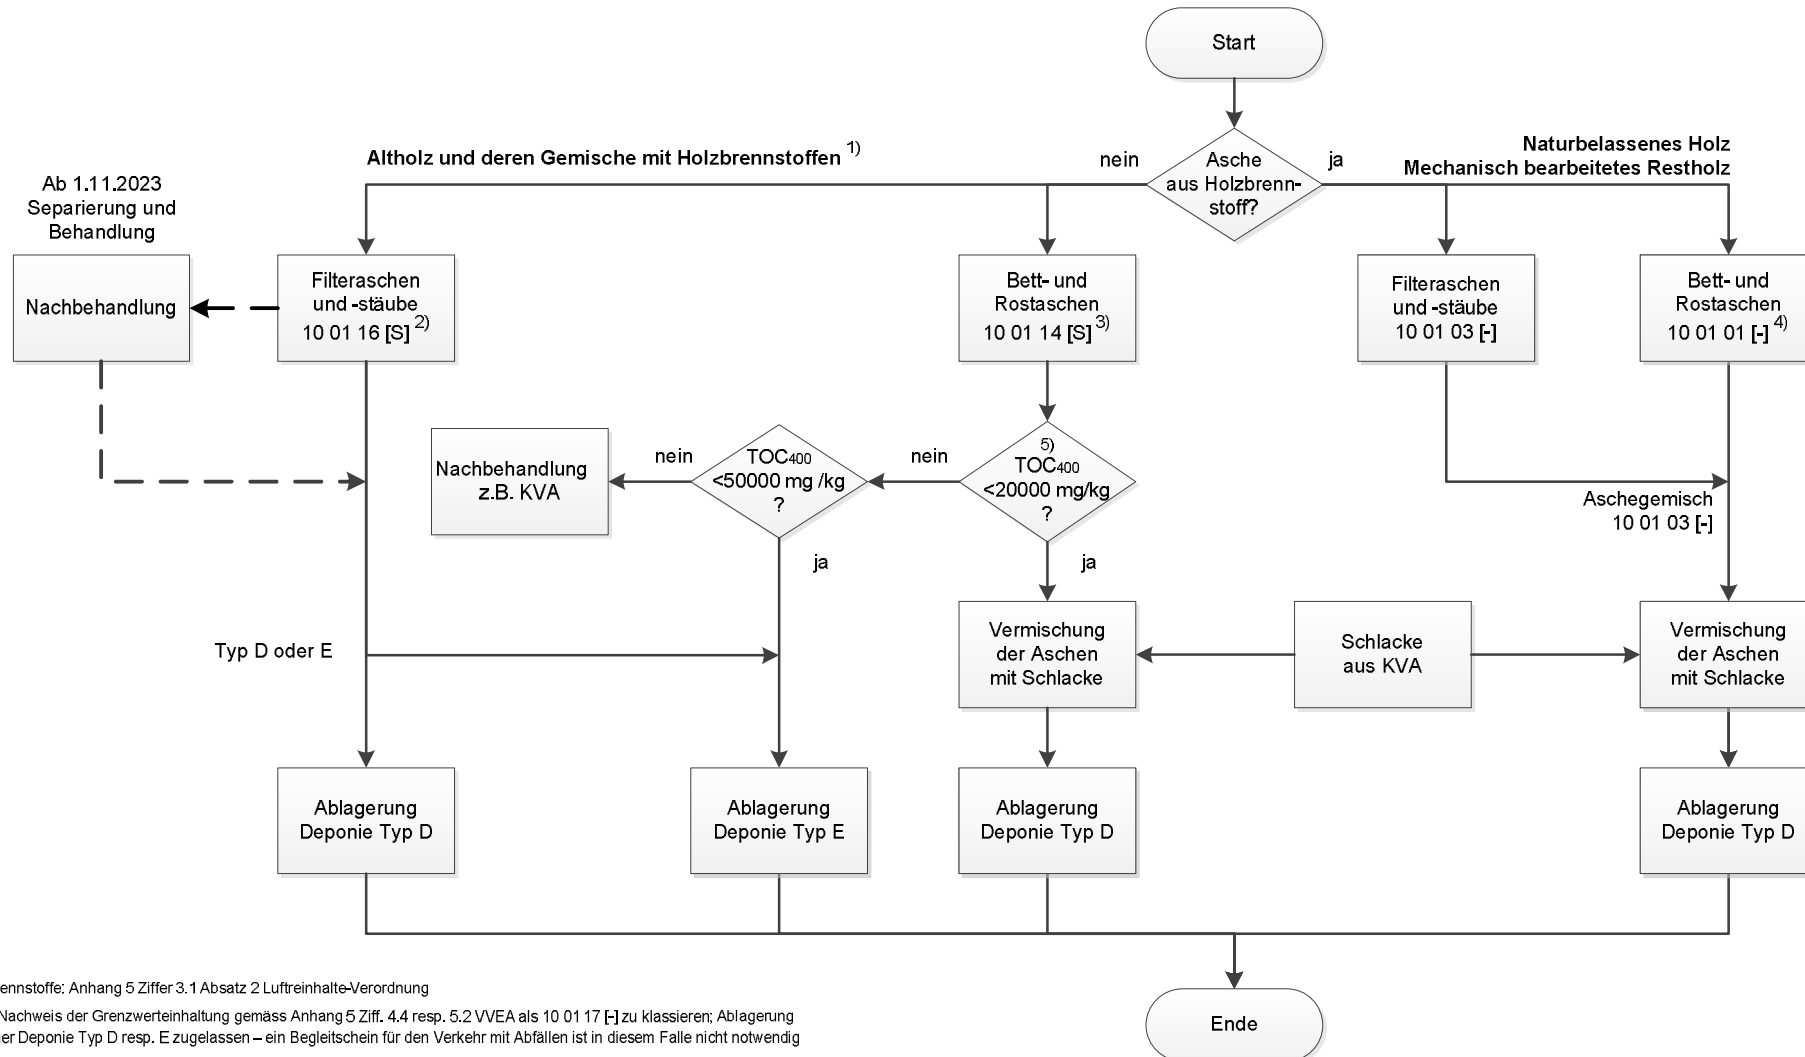 Start
Altholz und deren Gemische mit Holzbrennstoffen 1)
nein
Asche
aus Holzbrenn-
stoff?
ja
Naturbelassenes Holz
Mechanisch bearbeitetes Restholz
Ab 1.11.2023
Separierung und
Behandlung
Nachbehandlung
Filteraschen
und -stäube
10 01 16 [S] 2)
Bett- und
Rostaschen
10 01 14 [S] 3)
Filteraschen
und -stäube
10 01 03 [-]
Bett- und
Rostaschen
10 01 01 [-] 4)
Nachbehandlung
z.B. KVA
nein
TOC400
<50000 mg /kg
?
nein
5)
TOC400
<20000 mg/kg
?
Aschegemisch
10 01 03 [-]
ja
ja
Typ D oder E
Vermischung
der Aschen
mit Schlacke
Schlacke
aus KVA
Vermischung
der Aschen
mit Schlacke
Ablagerung
Deponie Typ D
Ablagerung
Deponie Typ E
Ablagerung
Deponie Typ D
Ablagerung
Deponie Typ D
ennstoffe: Anhang 5 Ziffer 3.1 Absatz 2 Luftreinhalte-Verordnung
Nachweis der Grenzwerteinhaltung gemäss Anhang 5 Ziff. 4.4 resp. 5.2 VVEA als 10 01 17 [-] zu klassieren; Ablagerung
er Deponie Typ D resp. E zugelassen – ein Begleitschein für den Verkehr mit Abfällen ist in diesem Falle nicht notwendig
Ende